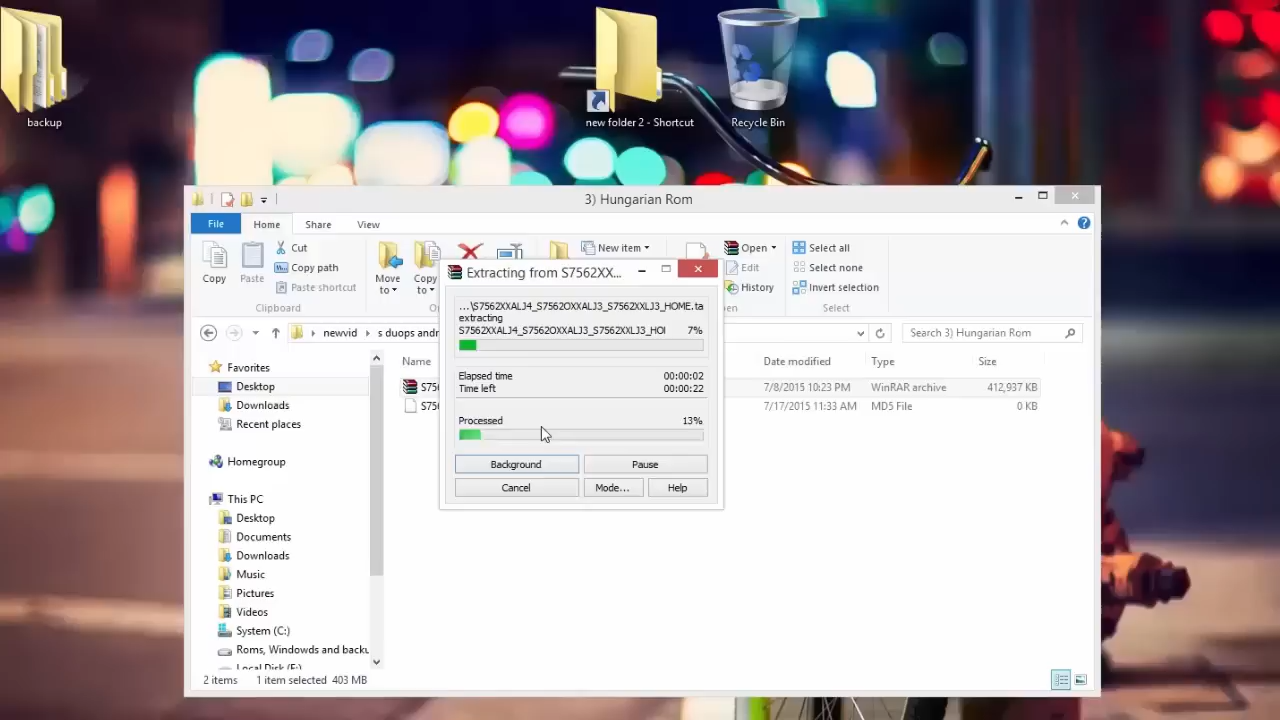 backup
new folder 2 - Shortcut
Recycle Bin
3) Hungarian Rom
File
Home
Share
View
Copy
Paste
Cut
Copy path
Paste shortcut
Clipboard
Move
to
Copy
to
New item
Open
Edit
History
Select all
Select none
Invert selection
Select
newvid
s duops andr
Search 3) Hungarian Rom
Favorites
Desktop
Downloads
Recent places
Homegroup
This PC
Desktop
Documents
Downloads
Music
Pictures
Videos
System (C:)
Roms, Windowds and backu
Local Disk (F:)
Name
Date modified
Type
Size
S756
7/8/2015 10:23 PM
WinRAR archive
412,937 KB
S756
7/17/2015 11:33 AM
MD5 File
0 KB
Extracting from S7562XX...
...\S7562XXALJ4_S7562OXXALJ3_S7562XXLJ3_HOME.ta
extracting
S7562XXALJ4_S7562OXXALJ3_S7562XXLJ3_HOI 7%
Elapsed time 00:00:02
Time left 00:00:22
Processed 13%
Background
Pause
Cancel
Mode...
Help
2 items
1 item selected 403 MB